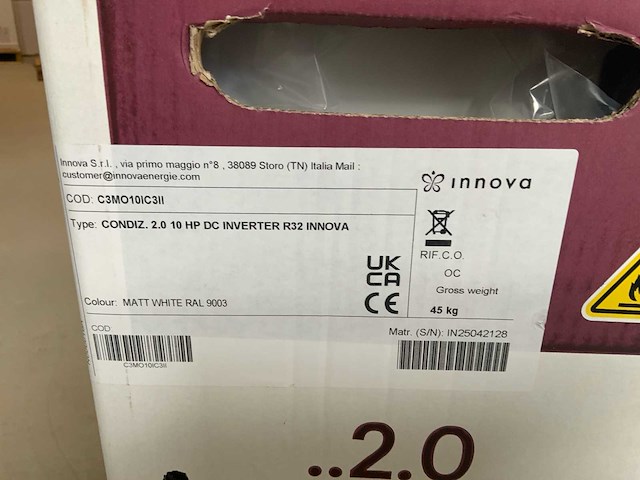 Innova S.r.l. , via primo maggio n°8 , 38089 Storo (TN) Italia Mail :
customer@innovaenergie.com
innova
COD: C3MO10IC3II
Type: CONDIZ. 2.0 10 HP DC INVERTER R32 INNOVA
RIF.C.O.
OC
UK
CA
CE
Gross weight
45 kg
Colour: MATT WHITE RAL 9003
COD
C3MO10IC3II
Matr. (S/N): IN25042128
..2.0